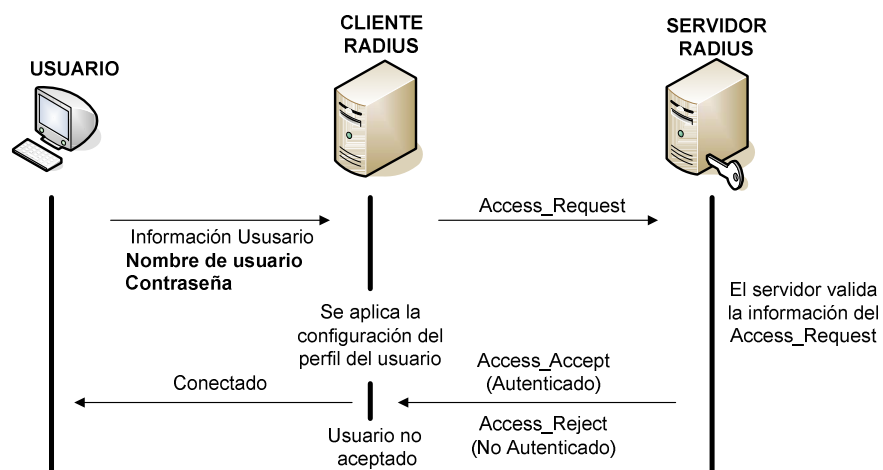 CLIENTE
RADIUS
SERVIDOR
RADIUS
USUARIO
Información Ususario
Nombre de usuario
Contraseña
Access_Request
El servidor valida
la información del
Access_Request
Se aplica la
configuración del
perfil del usuario
Access_Accept
(Autenticado)
Conectado
Access_Reject
(No Autenticado)
Usuario no
aceptado